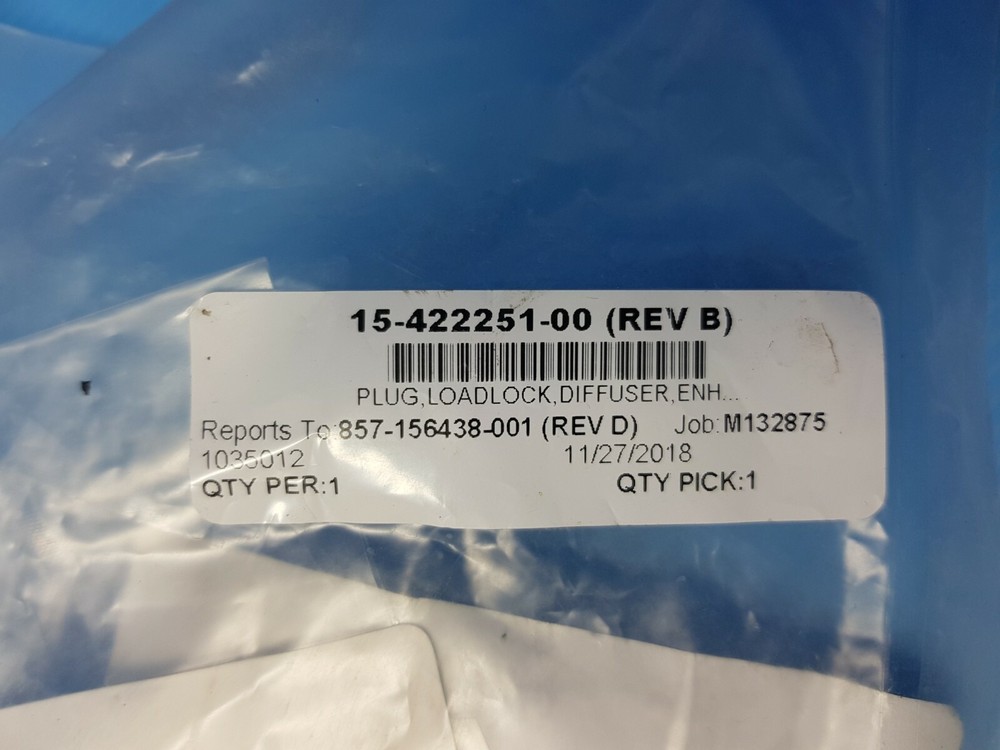 15-422251-00 (REV B)
PLUG,LOADLOCK,DIFFUSER,ENH...
Reports To:857-156438-001 (REV D) Job:M132875
1035012 11/27/2018
QTY PER:1 QTY PICK:1